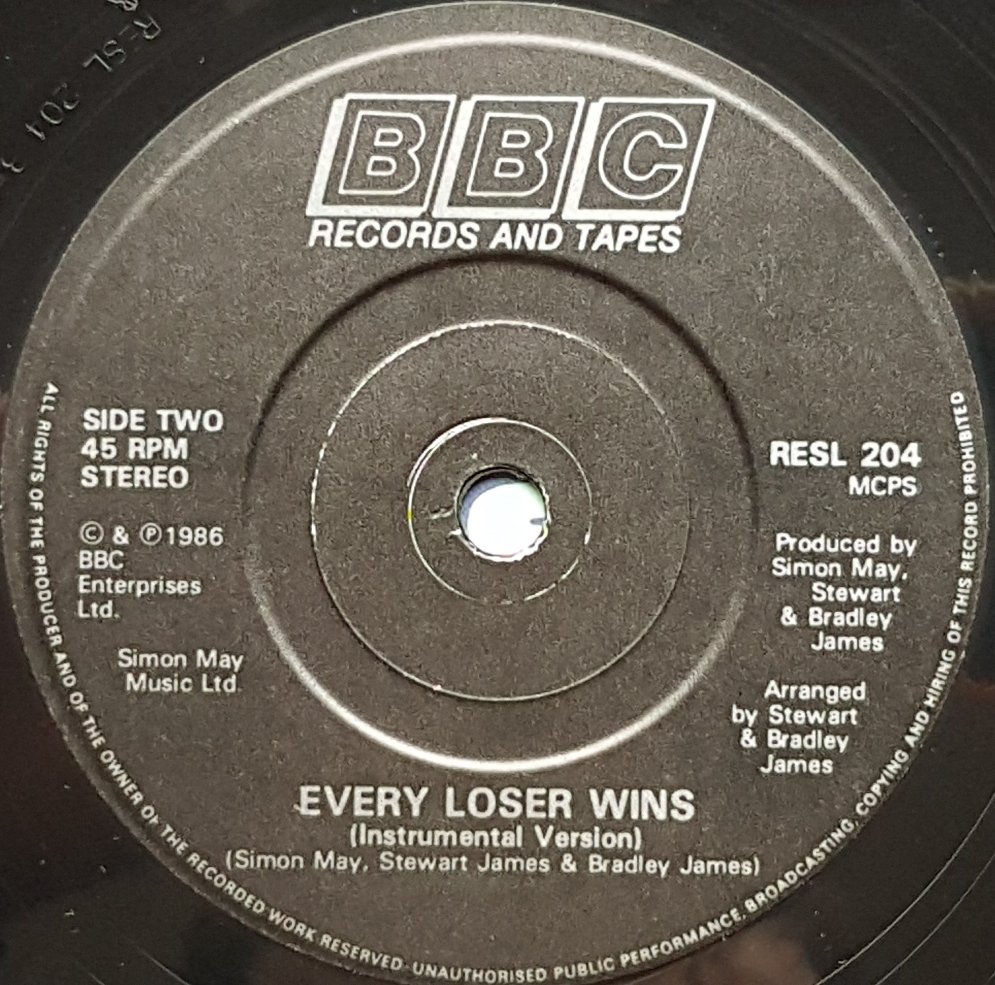 RESL 204
BBC
RECORDS AND TAPES
SIDE TWO
45 RPM
STEREO
© & ℗ 1986
BBC
Enterprises
Ltd.
Simon May
Music Ltd.
RESL 204
MCPS
Produced by
Simon May,
Stewart
& Bradley
James
Arranged
by Stewart
& Bradley
James
EVERY LOSER WINS
(Instrumental Version)
(Simon May, Stewart James & Bradley James)
ALL RIGHTS OF THE PRODUCER AND OF THE OWNER OF THE RECORDED WORK RESERVED · UNAUTHORISED PUBLIC PERFORMANCE, BROADCASTING, COPYING AND HIRING OF THIS RECORD PROHIBITED